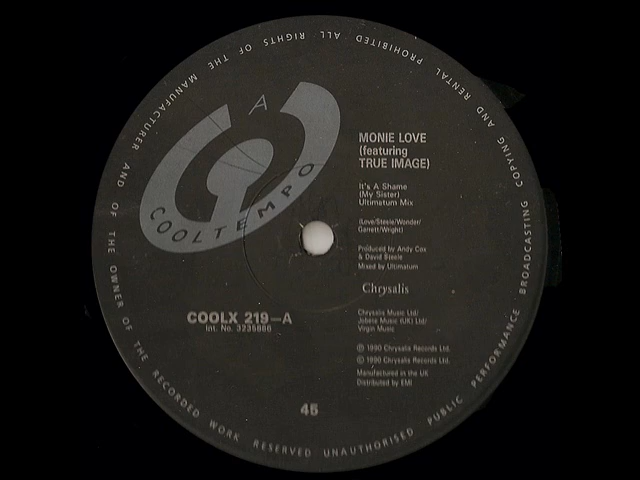 A
COOLTEMPO
MONIE LOVE
(featuring
TRUE IMAGE)
It's A Shame
(My Sister)
Ultimatum Mix
(Love/Steele/Wonder/
Garrett/Wright)
Produced by Andy Cox
& David Steele
Mixed by Ultimatum
Chrysalis
COOLX 219–A
Int. No. 3235886
Chrysalis Music Ltd/
Jobete Music (UK) Ltd/
Virgin Music
℗ 1990 Chrysalis Records Ltd.
© 1990 Chrysalis Records Ltd.
Manufactured in the UK
Distributed by EMI
45
ALL RIGHTS OF THE MANUFACTURER AND OF THE OWNER OF THE RECORDED WORK RESERVED UNAUTHORISED PUBLIC PERFORMANCE BROADCASTING COPYING AND RENTAL PROHIBITED